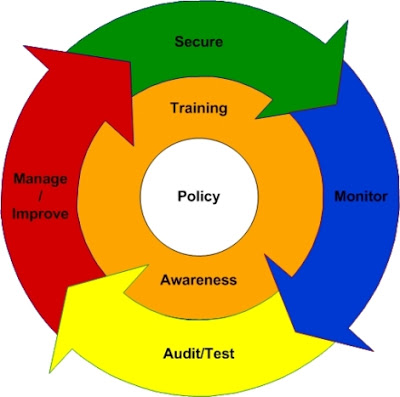 Secure
Training
Manage
/
Improve
Policy
Monitor
Awareness
Audit/Test